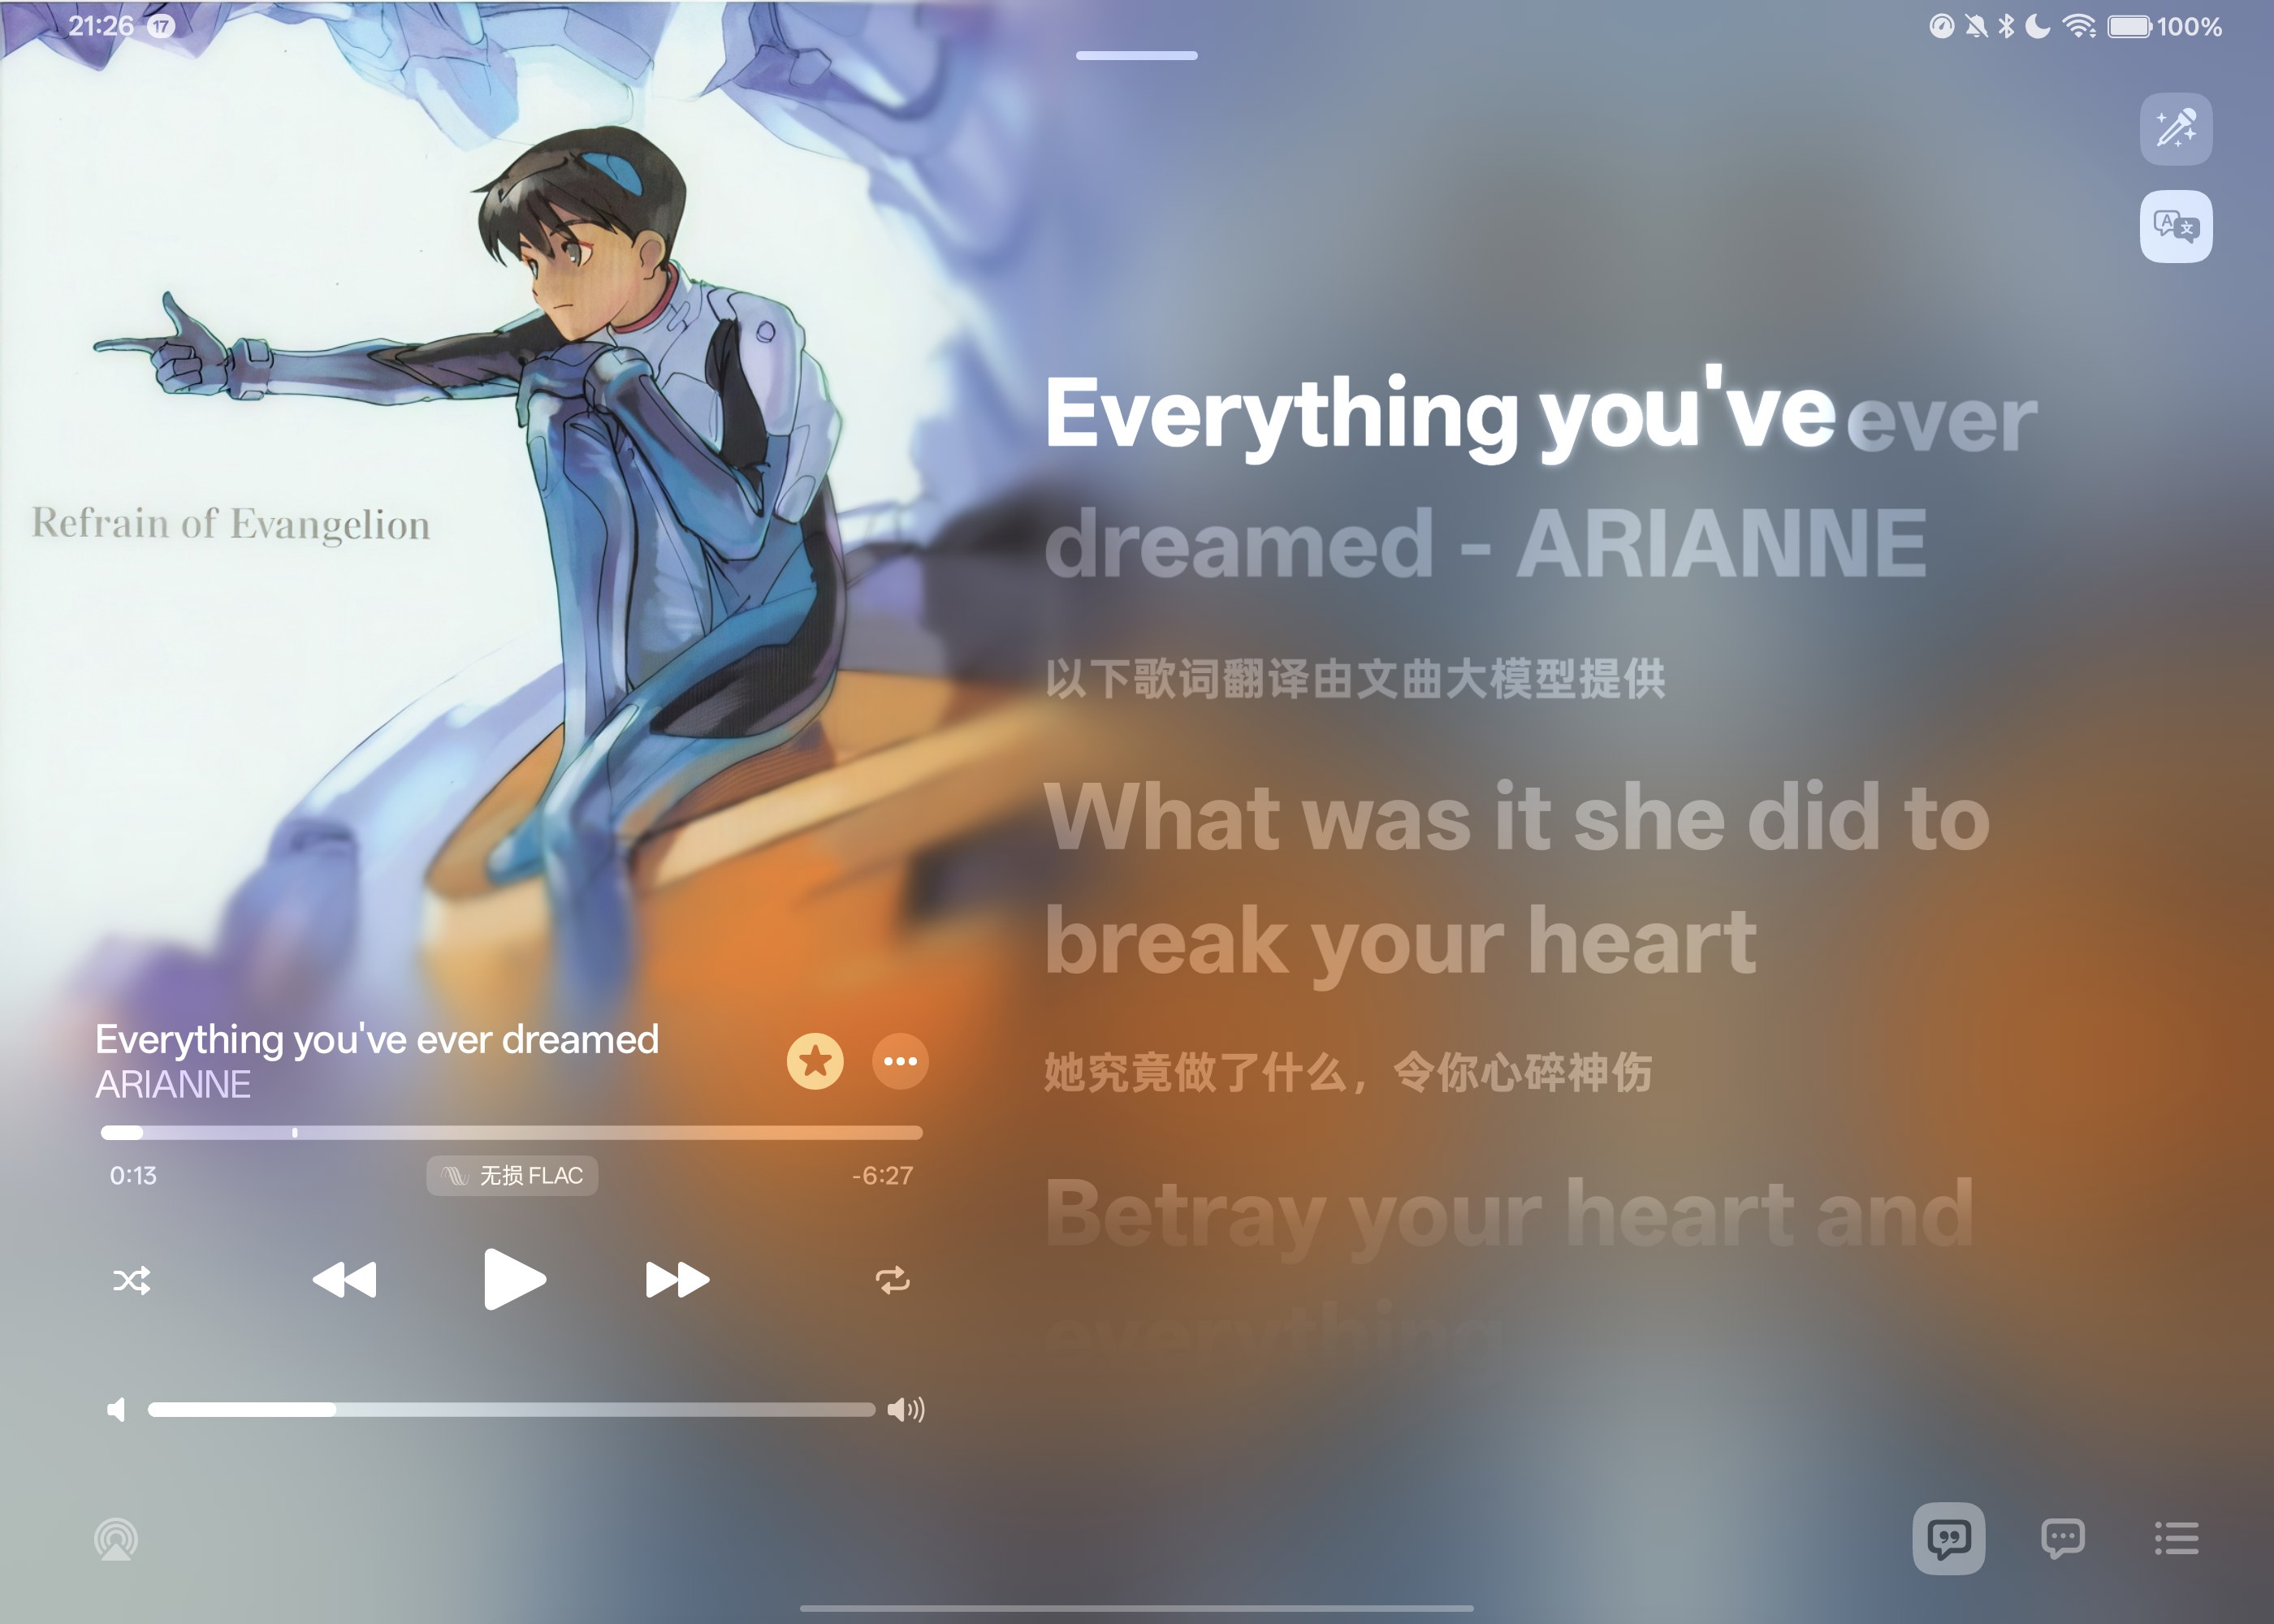 21:26 17
100%
Refrain of Evangelion
Everything you've ever dreamed
ARIANNE
0:13
无损 FLAC
-6:27
Everything you've ever
dreamed - ARIANNE
以下歌词翻译由文曲大模型提供
What was it she did to
break your heart
她究竟做了什么，令你心碎神伤
Betray your heart and
everything